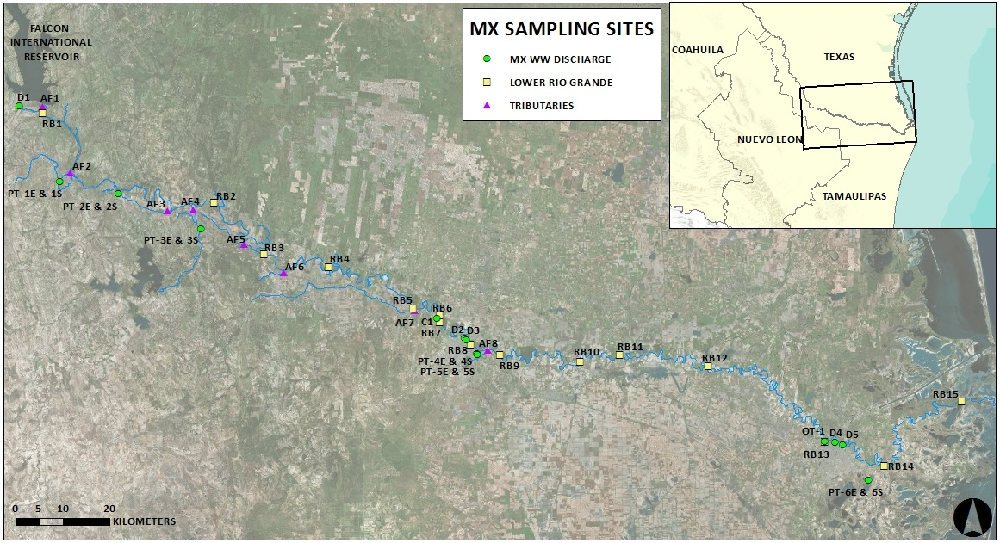 FALCON
INTERNATIONAL
RESERVOIR
MX SAMPLING SITES
MX WW DISCHARGE
LOWER RIO GRANDE
TRIBUTARIES
COAHUILA
TEXAS
NUEVO LEON
TAMAULIPAS
D1
AF1
RB1
AF2
PT-1E & 1S
PT-2E & 2S
AF3
AF4
RB2
PT-3E & 3S
AF5
RB3
AF6
RB4
RB5
RB6
AF7
C1
RB7
D2
D3
RB8
AF8
PT-4E & 4S
PT-5E & 5S
RB9
RB10
RB11
RB12
RB15
OT-1
D4
D5
RB13
RB14
PT-6E & 6S
0
5
10
20
KILOMETERS